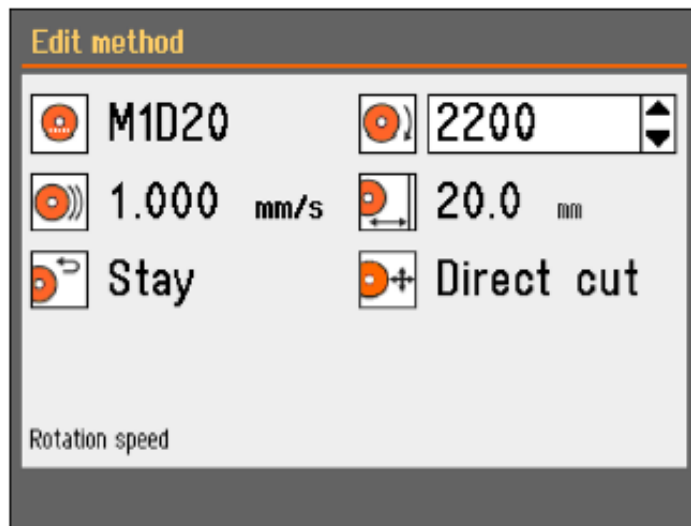 Edit method
M1D20 2200
1.000 mm/s 20.0 mm
Stay Direct cut
Rotation speed